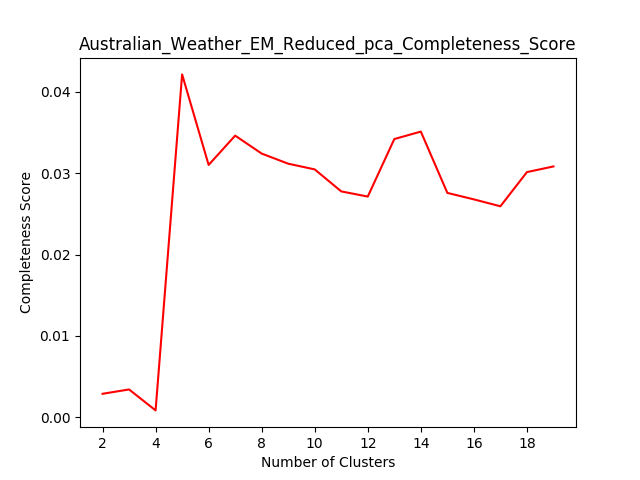 Australian_Weather_EM_Reduced_pca_Completeness_Score
Completeness Score
0.04
0.03
0.02
0.01
0.00
2 4 6 8 10 12 14 16 18
Number of Clusters